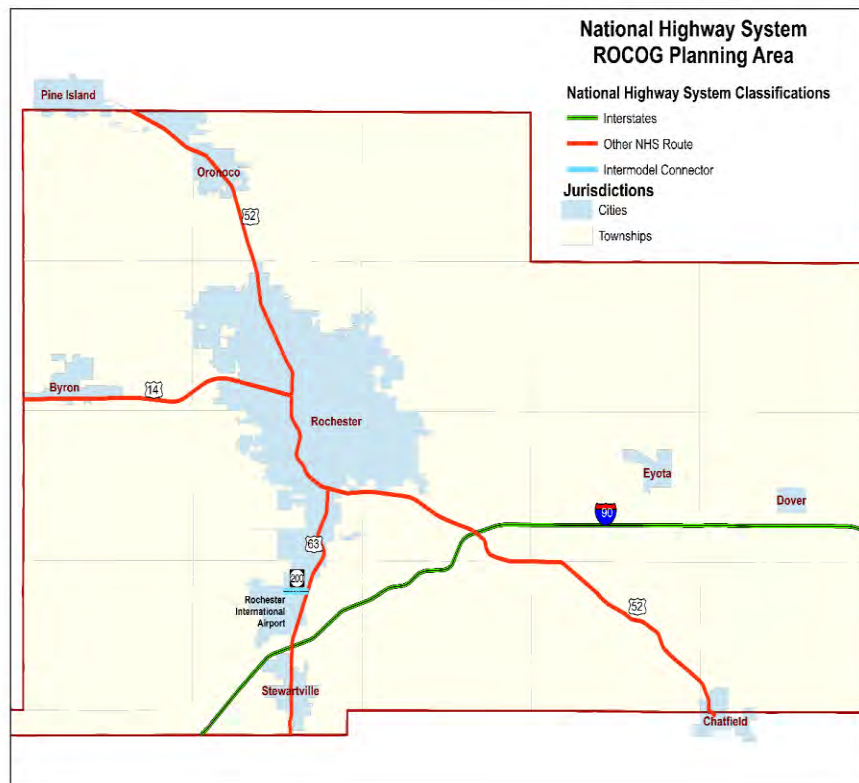 National Highway System
ROCOG Planning Area
National Highway System Classifications
Interstates
Other NHS Route
Intermodel Connector
Jurisdictions
Cities
Townships
Pine Island
Oronoco
52
Byron
14
Rochester
Eyota
Dover
90
63
200
Rochester
International
Airport
52
Stewartville
Chatfield